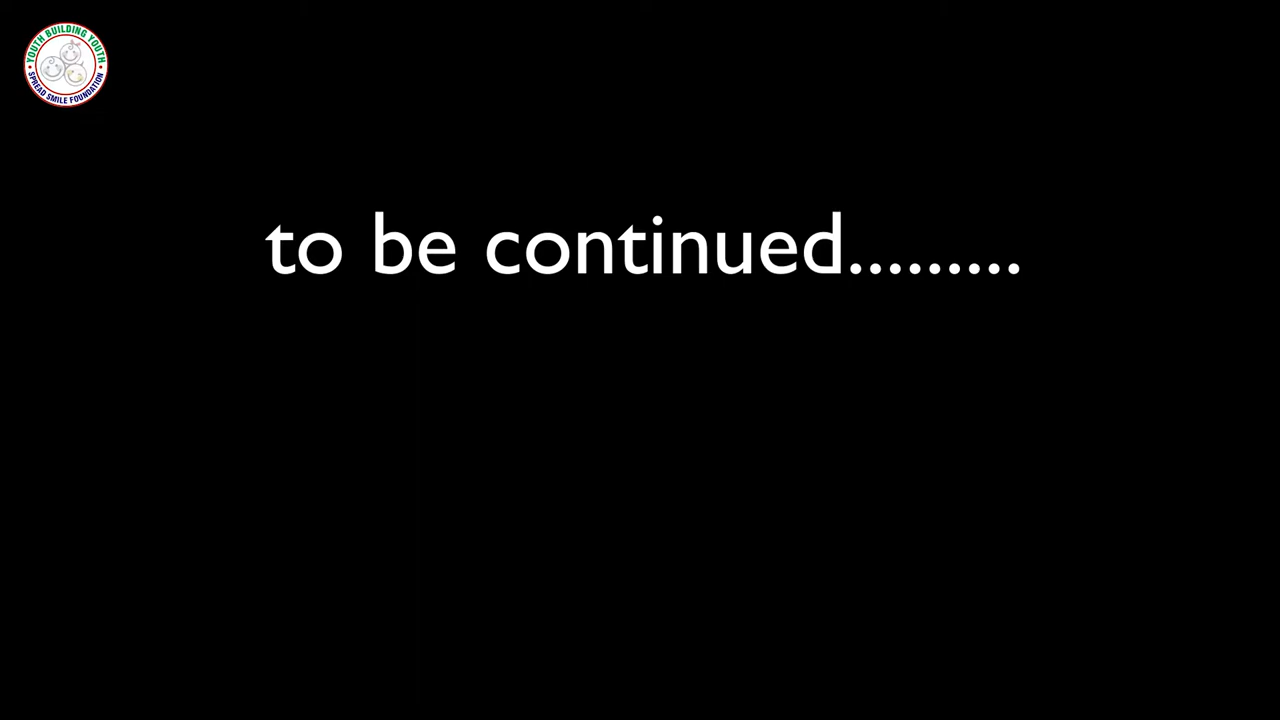 YOUTH BUILDING YOUTH
SPREAD SMILE FOUNDATION
to be continued.........